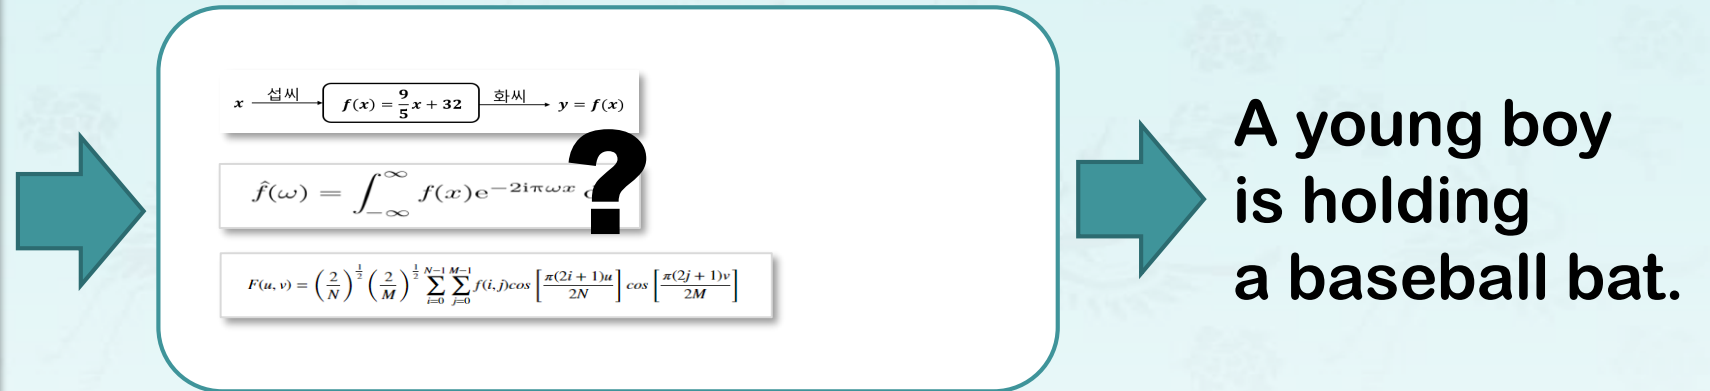 x 섭씨 f(x) = 9/5 x + 32 화씨 y = f(x)
f̂(ω) = ∫_{-∞}^{∞} f(x)e^{-2iπωx}
?
F(u, v) = (2/N)^{1/2} (2/M)^{1/2} Σ_{i=0}^{N-1} Σ_{j=0}^{M-1} f(i, j)cos [π(2i + 1)u / 2N] cos [π(2j + 1)v / 2M]
A young boy
is holding
a baseball bat.